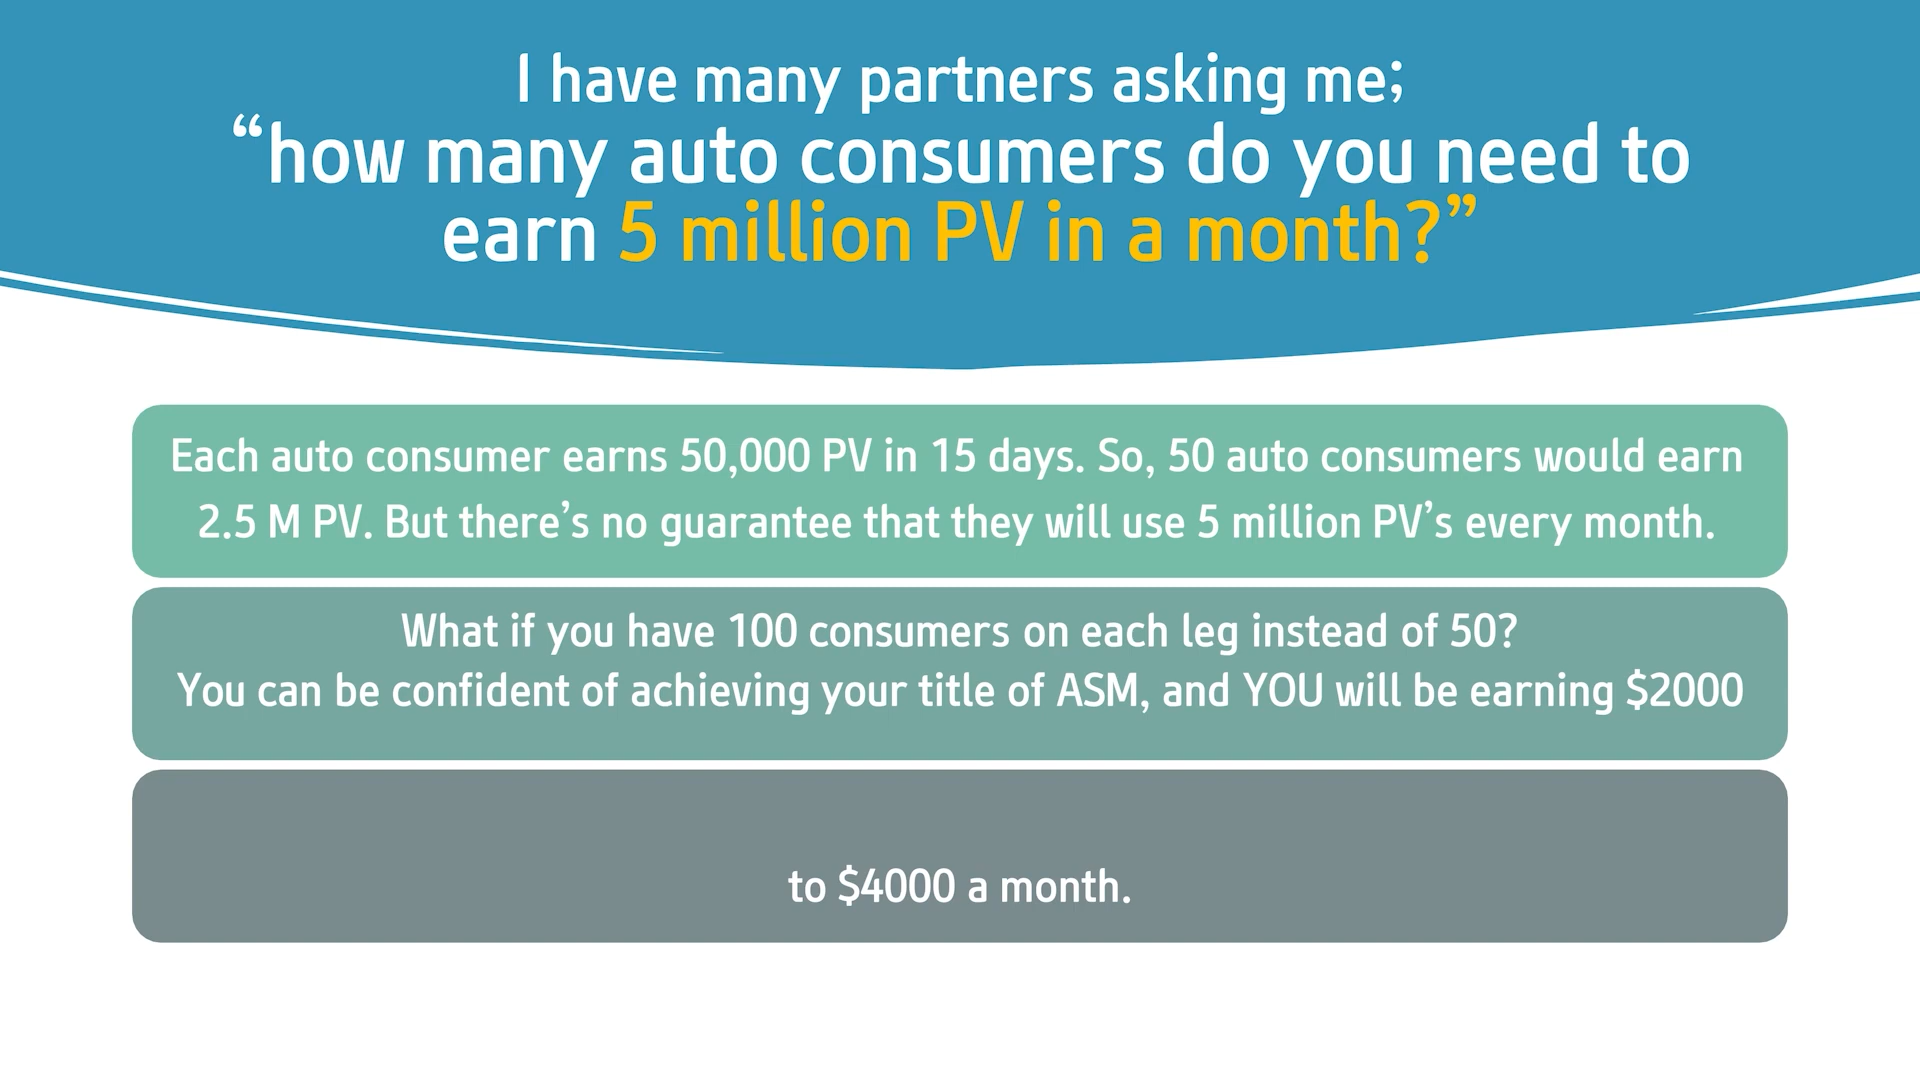 I have many partners asking me;
“how many auto consumers do you need to
earn 5 million PV in a month?”
Each auto consumer earns 50,000 PV in 15 days. So, 50 auto consumers would earn
2.5 M PV. But there’s no guarantee that they will use 5 million PV’s every month.
What if you have 100 consumers on each leg instead of 50?
You can be confident of achieving your title of ASM, and YOU will be earning $2000
to $4000 a month.